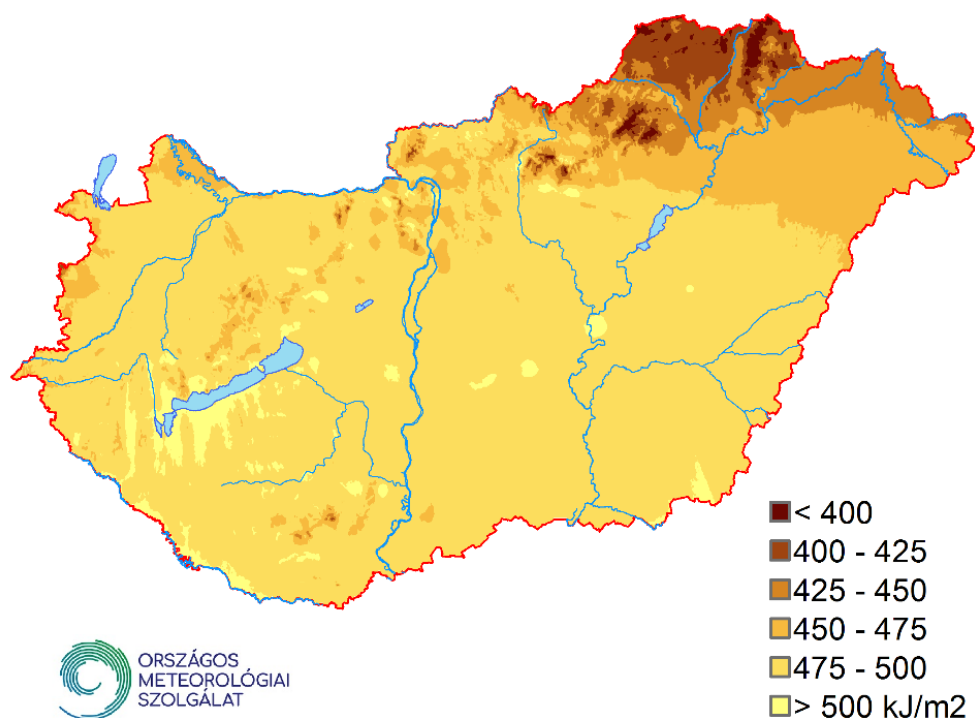 < 400
400 - 425
425 - 450
450 - 475
475 - 500
> 500 kJ/m2
ORSZÁGOS
METEOROLÓGIAI
SZOLGÁLAT